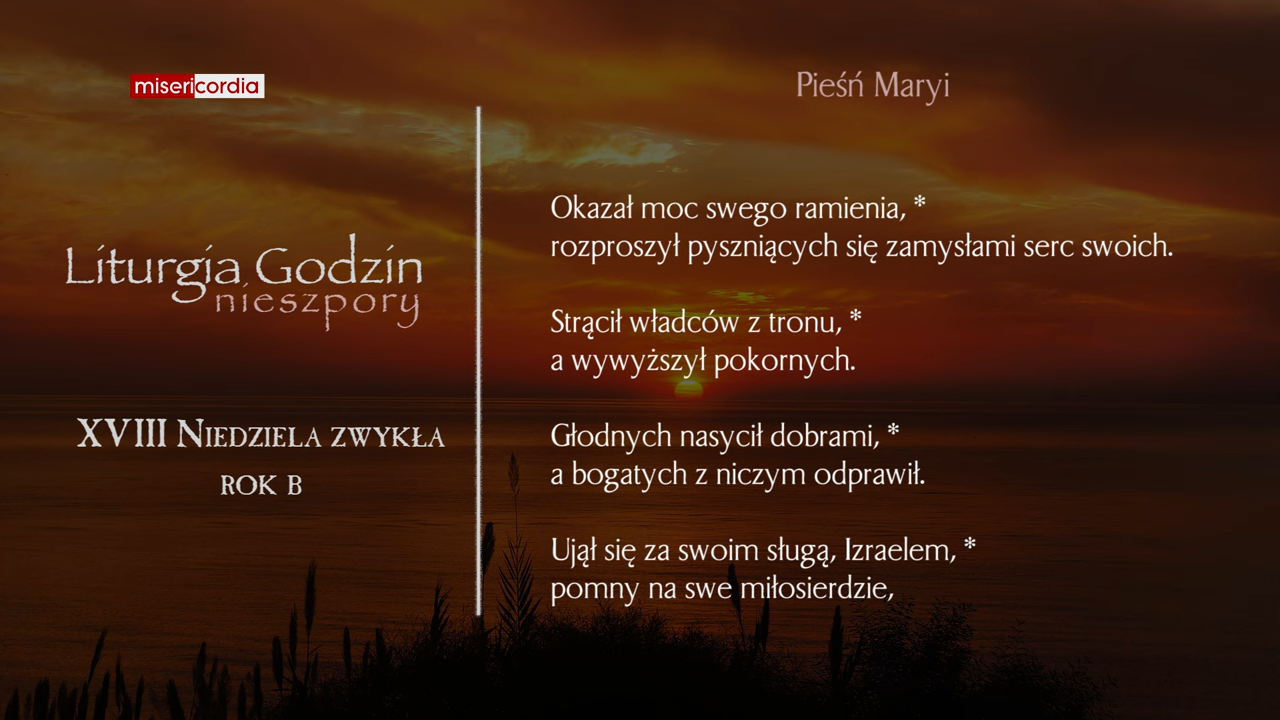 misericordia
Liturgia Godzin
nieszpory
XVIII Niedziela zwykła
rok B
Pieśń Maryi
Okazał moc swego ramienia, *
rozproszył pyszniących się zamysłami serc swoich.
Strącił władców z tronu, *
a wywyższył pokornych.
Głodnych nasycił dobrami, *
a bogatych z niczym odprawił.
Ujął się za swoim sługą, Izraelem, *
pomny na swe miłosierdzie,